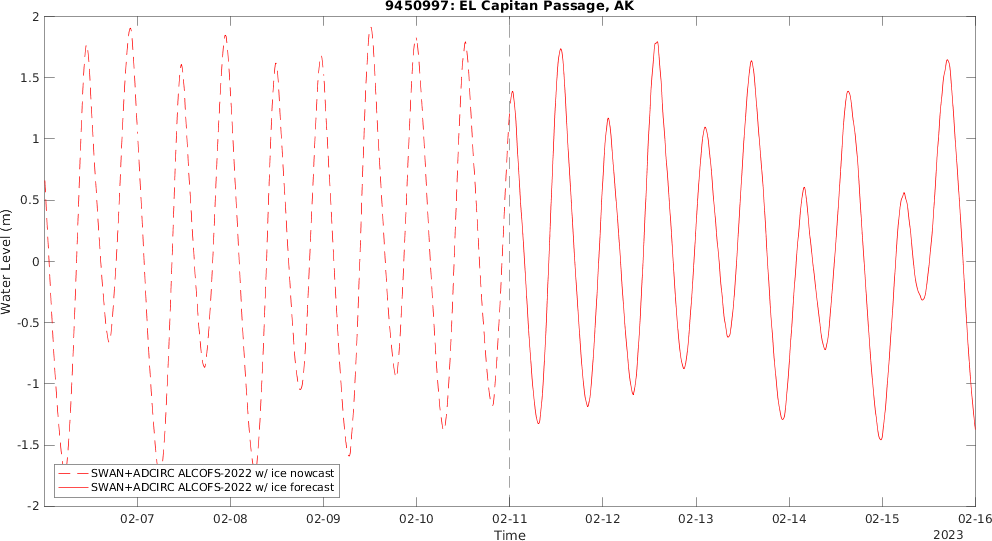 9450997: EL Capitan Passage, AK
Water Level (m)
2
1.5
1
0.5
0
-0.5
-1
-1.5
-2
SWAN+ADCIRC ALCOFS-2022 w/ ice nowcast
SWAN+ADCIRC ALCOFS-2022 w/ ice forecast
02-07 02-08 02-09 02-10 02-11 02-12 02-13 02-14 02-15 02-16
Time
2023